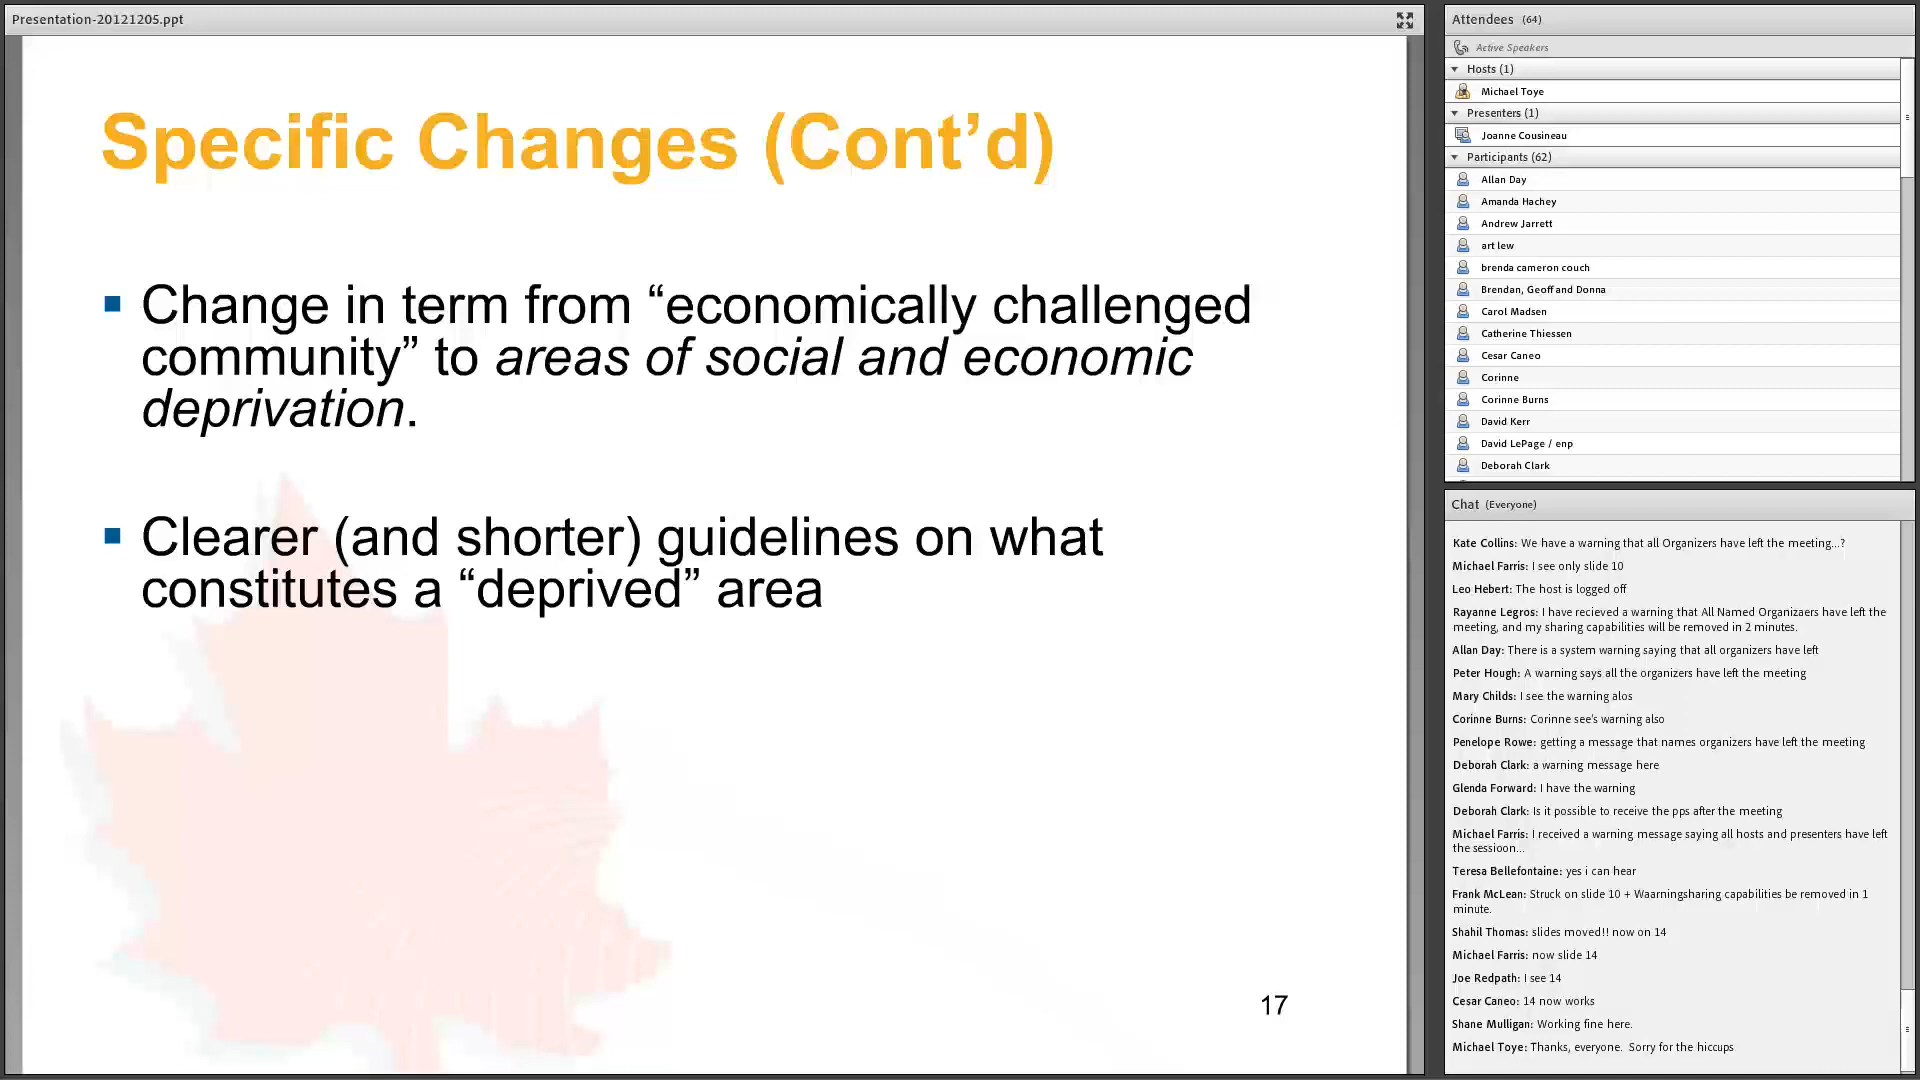 Presentation-20121205.ppt
Specific Changes (Cont’d)
Change in term from “economically challenged
community” to areas of social and economic
deprivation.
Clearer (and shorter) guidelines on what
constitutes a “deprived” area
17
Attendees (64)
Active Speakers
Hosts (1)
Michael Toye
Presenters (1)
Joanne Cousineau
Participants (62)
Allan Day
Amanda Hachey
Andrew Jarrett
art lew
brenda cameron couch
Brendan, Geoff and Donna
Carol Madsen
Catherine Thiessen
Cesar Caneo
Corinne
Corinne Burns
David Kerr
David LePage / enp
Deborah Clark
Chat (Everyone)
Kate Collins: We have a warning that all Organizers have left the meeting...?
Michael Farris: I see only slide 10
Leo Hebert: The host is logged off
Rayanne Legros: I have recieved a warning that All Named Organizaers have left the
meeting, and my sharing capabilities will be removed in 2 minutes.
Allan Day: There is a system warning saying that all organizers have left
Peter Hough: A warning says all the organizers have left the meeting
Mary Childs: I see the warning alos
Corinne Burns: Corinne see's warning also
Penelope Rowe: getting a message that names organizers have left the meeting
Deborah Clark: a warning message here
Glenda Forward: I have the warning
Deborah Clark: Is it possible to receive the pps after the meeting
Michael Farris: I received a warning message saying all hosts and presenters have left
the sessioon...
Teresa Bellefontaine: yes i can hear
Frank McLean: Struck on slide 10 + Waarningsharing capabilities be removed in 1
minute.
Shahil Thomas: slides moved!! now on 14
Michael Farris: now slide 14
Joe Redpath: I see 14
Cesar Caneo: 14 now works
Shane Mulligan: Working fine here.
Michael Toye: Thanks, everyone.  Sorry for the hiccups